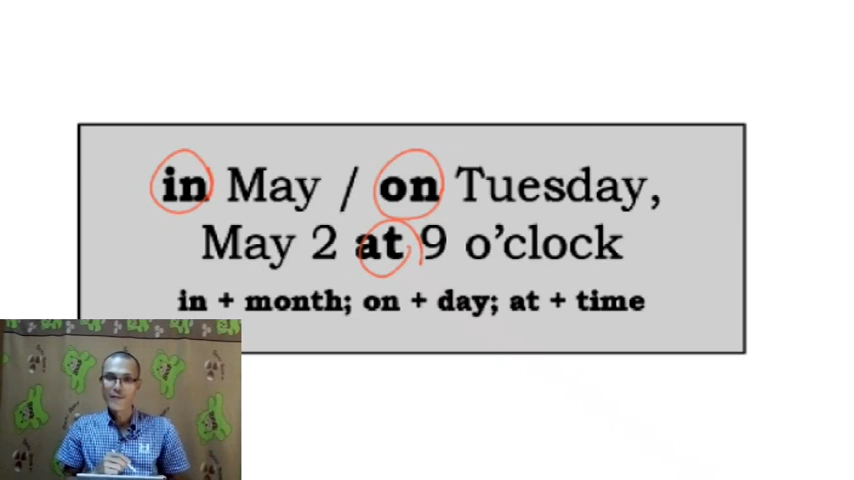 in May / on Tuesday,
May 2 at 9 o’clock
in + month; on + day; at + time